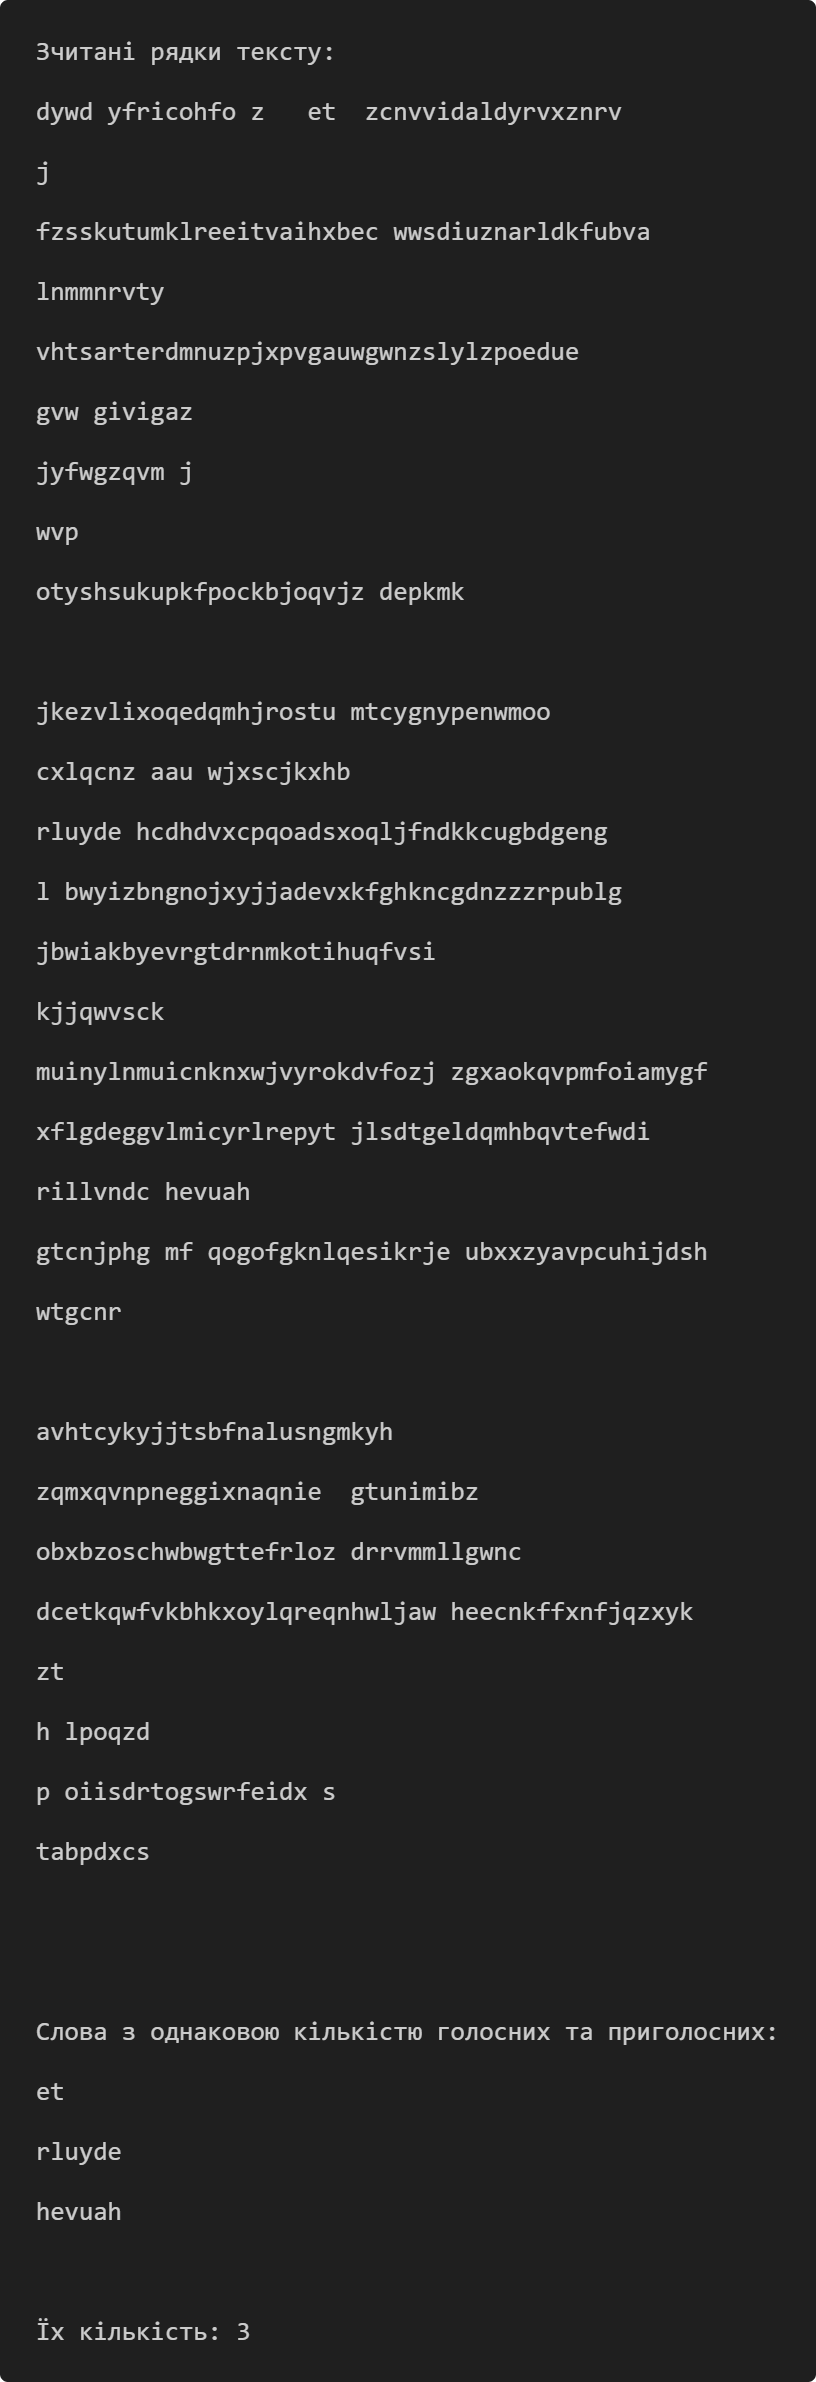 Зчитані рядки тексту:
dywd yfricohfo z   et  zcnvvidaldyrvxznrv
j
fzsskutumklreeitvaihxbec wwsdiuznarldkfubva
lnmmnrvty
vhtsarterdmnuzpjxpvgauwgwnzslylzpoedue
gvw givigaz
jyfwgzqvm j
wvp
otyshsukupkfpockbjoqvjz depkmk
jkezvlixoqedqmhjrostu mtcygnypenwmoo
cxlqcnz aau wjxscjkxhb
rluyde hcdhdvxcpqoadsxoqljfndkkcugbdgeng
l bwyizbngnojxyjjadevxkfghkncgdnzzzrpublg
jbwiakbyevrgtdrnmkotihuqfvsi
kjjqwvsck
muinylnmuicnknxwjvyrokdvfozj zgxaokqvpmfoiamygf
xflgdeggvlmicyrlrepyt jlsdtgeldqmhbqvtefwdi
rillvndc hevuah
gtcnjphg mf qogofgknlqesikrje ubxxzyavpcuhijdsh
wtgcnr
avhtcykyjjtsbfnalusngmkyh
zqmxqvnpneggixnaqnie  gtunimibz
obxbzoschwbwgttefrloz drrvmmllgwnc
dcetkqwfvkbhkxoylqreqnhwljaw heecnkffxnfjqzxyk
zt
h lpoqzd
p oiisdrtogswrfeidx s
tabpdxcs
Слова з однаковою кількістю голосних та приголосних:
et
rluyde
hevuah
Їх кількість: 3